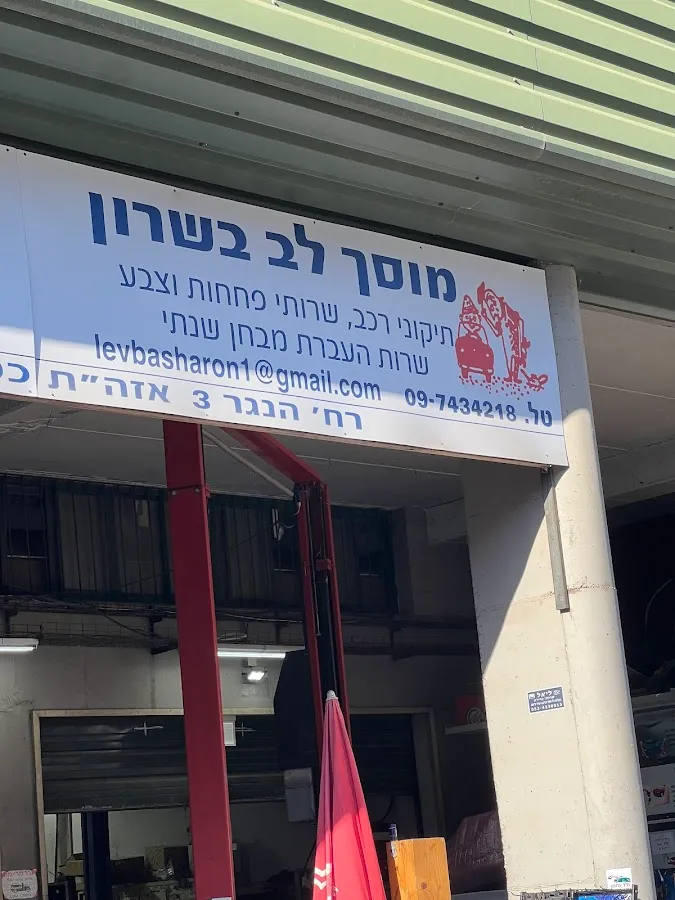 מוסך לב בשרון
תיקוני רכב, שרותי פחחות וצבע
שרות העברת מבחן שנתי
levbasharon1@gmail.com
טל. 09-7434218
רח׳ הנגר 3 אזה״ת
ליאל